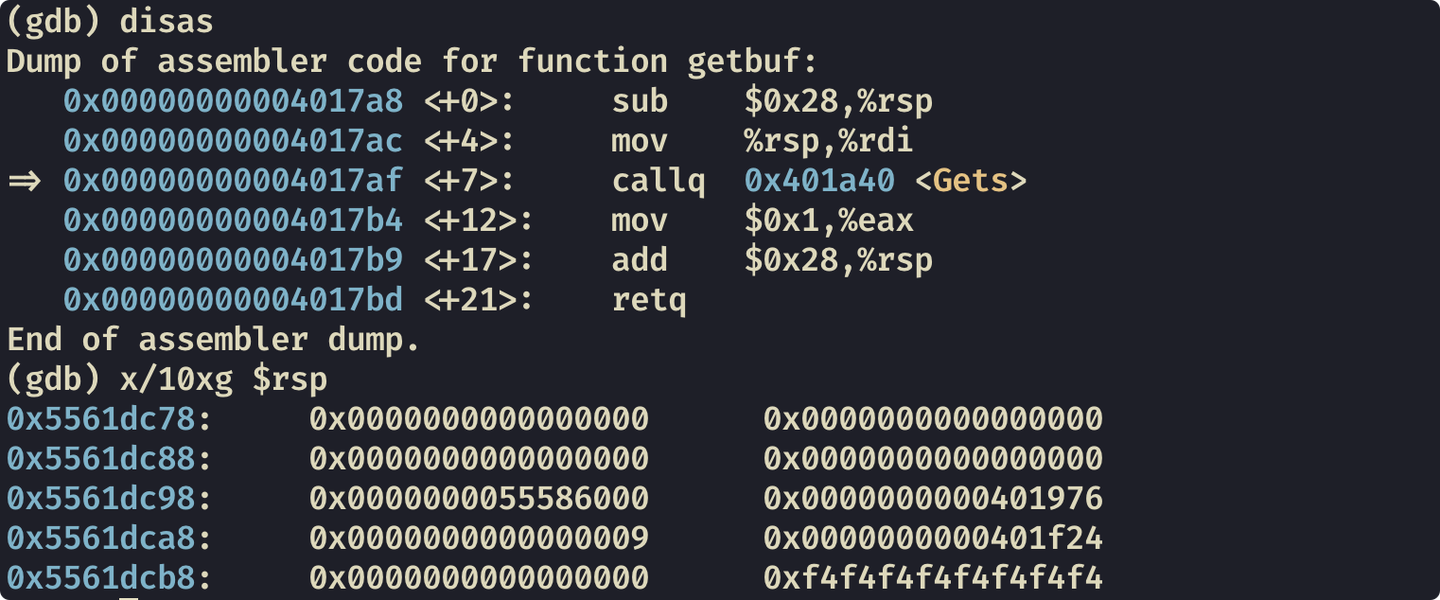 (gdb) disas
Dump of assembler code for function getbuf:
   0x00000000004017a8 <+0>:     sub    $0x28,%rsp
   0x00000000004017ac <+4>:     mov    %rsp,%rdi
=> 0x00000000004017af <+7>:     callq  0x401a40 <Gets>
   0x00000000004017b4 <+12>:    mov    $0x1,%eax
   0x00000000004017b9 <+17>:    add    $0x28,%rsp
   0x00000000004017bd <+21>:    retq
End of assembler dump.
(gdb) x/10xg $rsp
0x5561dc78:     0x0000000000000000      0x0000000000000000
0x5561dc88:     0x0000000000000000      0x0000000000000000
0x5561dc98:     0x0000000055586000      0x0000000000401976
0x5561dca8:     0x0000000000000009      0x0000000000401f24
0x5561dcb8:     0x0000000000000000      0xf4f4f4f4f4f4f4f4